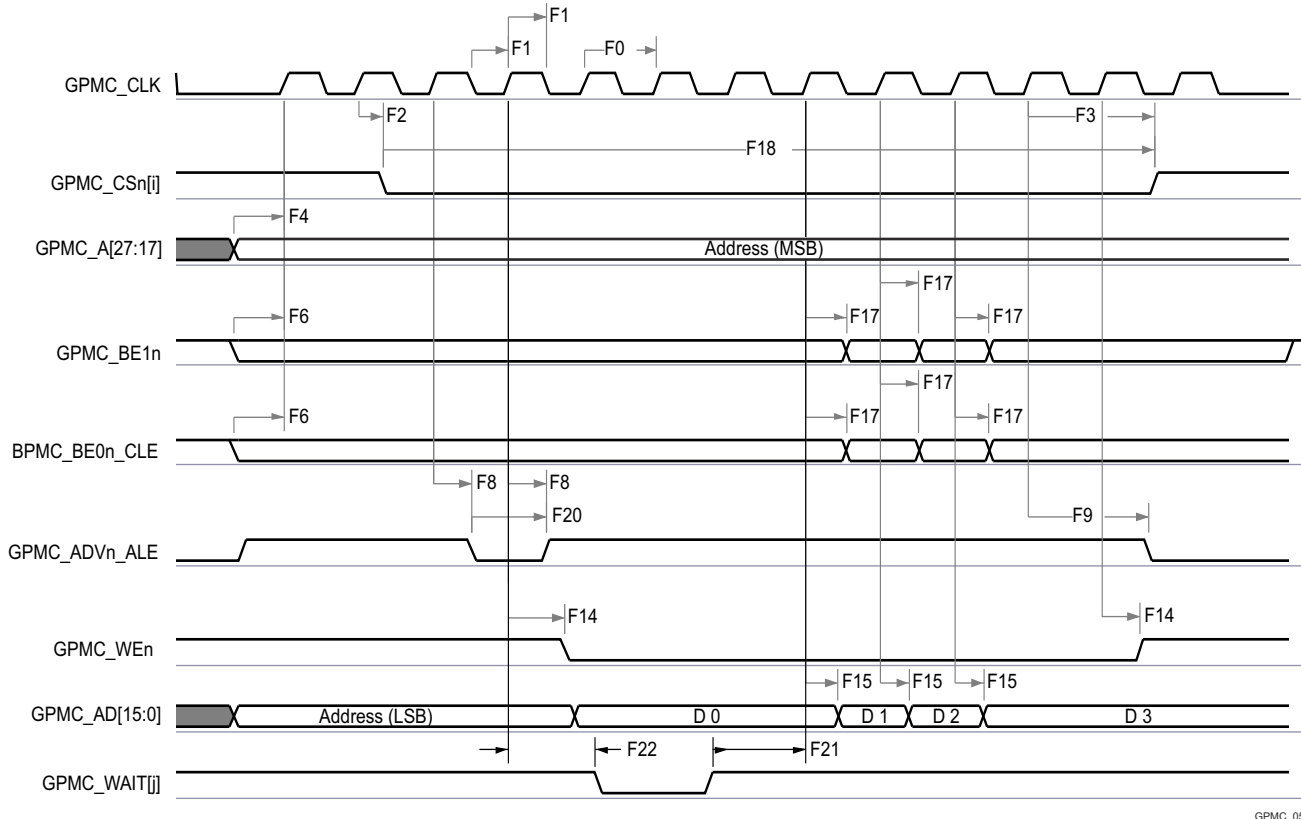 F1
F1
F0
GPMC_CLK
F2
F3
F18
GPMC_CSn[i]
F4
GPMC_A[27:17]
Address (MSB)
F17
F6
F17
F17
GPMC_BE1n
F17
F6
F17
F17
BPMC_BE0n_CLE
F8
F8
F20
F9
GPMC_ADVn_ALE
F14
F14
GPMC_WEn
F15
F15
F15
GPMC_AD[15:0]
Address (LSB)
D 0
D 1
D 2
D 3
F22
F21
GPMC_WAIT[j]
GPMC_05